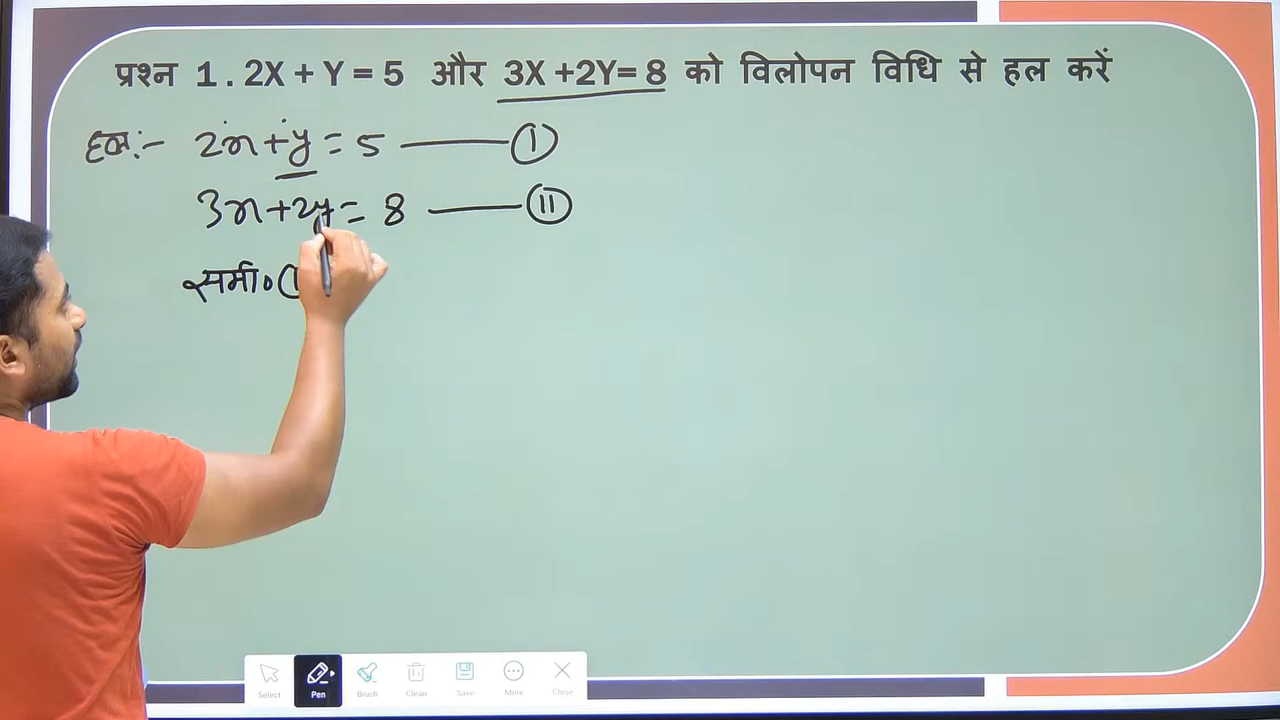 प्रश्न 1 . 2X + Y = 5 और 3X +2Y= 8 को विलोपन विधि से हल करें
हल:- 2x+y = 5 —— (I)
3x+2y = 8 —— (II)
समी०
Select Pen Brush Clean Save More Close